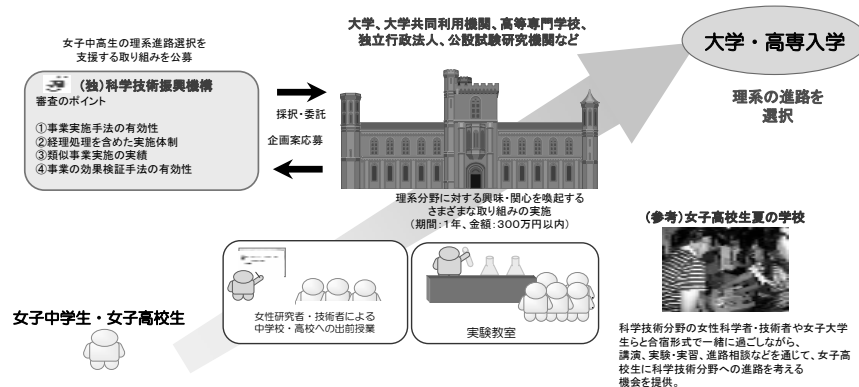 女子中高生の理系進路選択を
支援する取り組みを公募
(独)科学技術振興機構
審査のポイント
①事業実施手法の有効性
②経理処理を含めた実施体制
③類似事業実施の実績
④事業の効果検証手法の有効性
採択・委託
企画案応募
大学、大学共同利用機関、高等専門学校、
独立行政法人、公設試験研究機関など
理系分野に対する興味・関心を喚起する
さまざまな取り組みの実施
(期間:1年、金額:300万円以内)
大学・高専入学
理系の進路を
選択
女性研究者・技術者による
中学校・高校への出前授業
実験教室
女子中学生・女子高校生
(参考)女子高校生夏の学校
科学技術分野の女性科学者・技術者や女子大学
生らと合宿形式で一緒に過ごしながら、
講演、実験・実習、進路相談などを通じて、女子高
校生に科学技術分野への進路を考える
機会を提供。